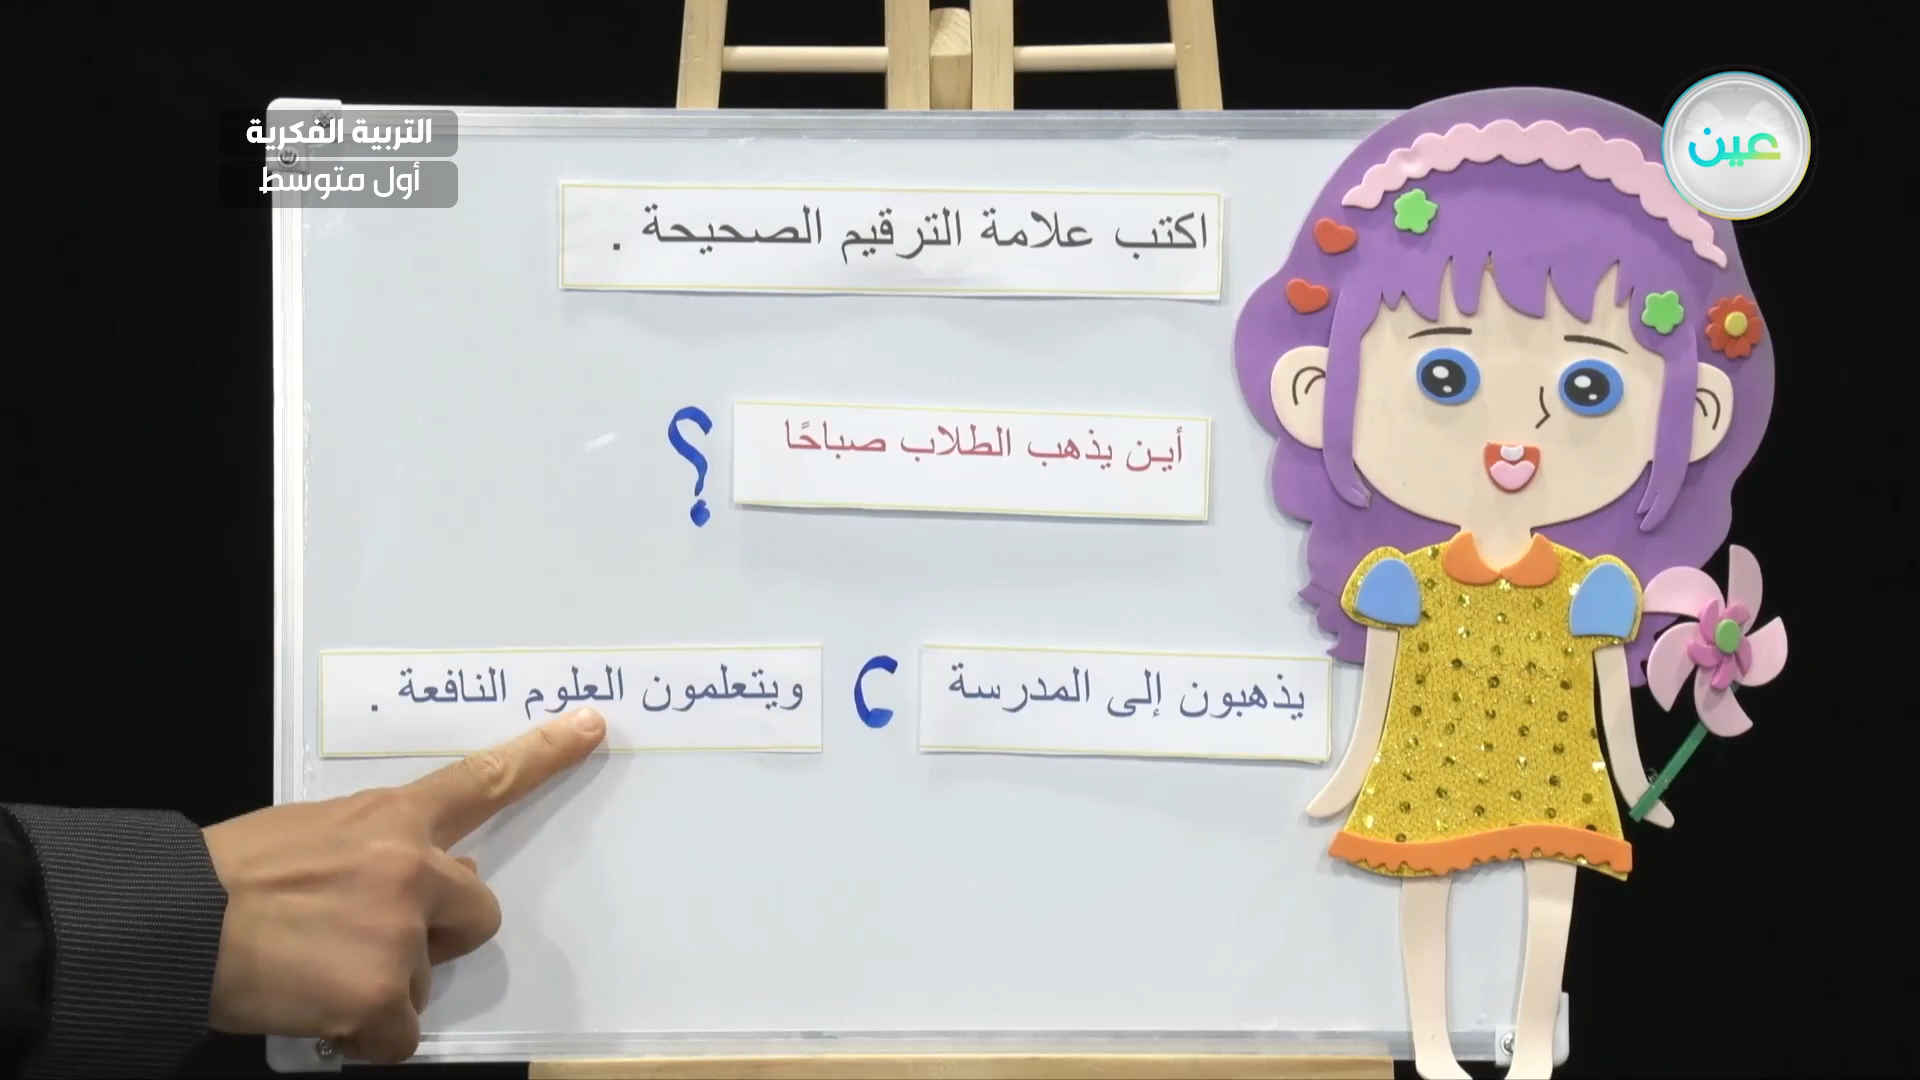 التربية الفكرية
أول متوسط
عين
اكتب علامة الترقيم الصحيحة .
أين يذهب الطلاب صباحًا ؟
يذهبون إلى المدرسة ، ويتعلمون العلوم النافعة .